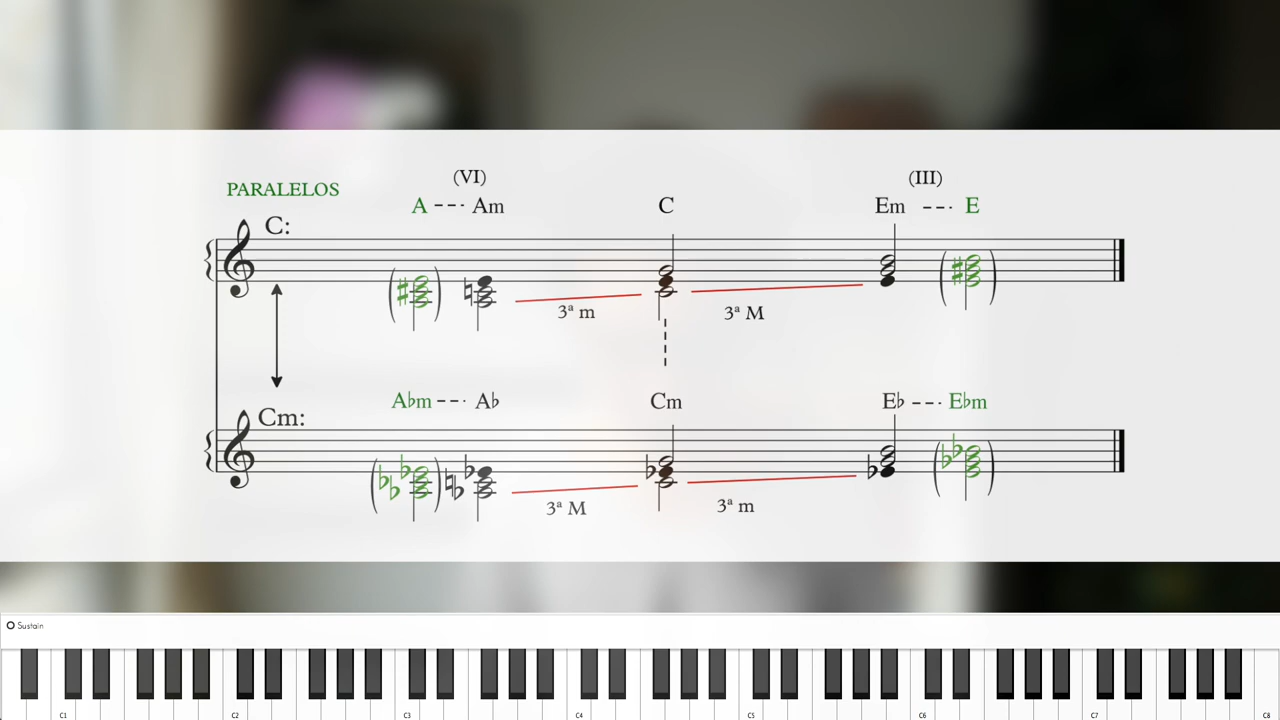 (VI) (III)
PARALELOS
A --- Am C Em --- E
C:
3ª m 3ª M
A♭m --- A♭ Cm E♭ --- E♭m
Cm:
3ª M 3ª m
Sustain
C1 C2 C3 C4 C5 C6 C7 C8